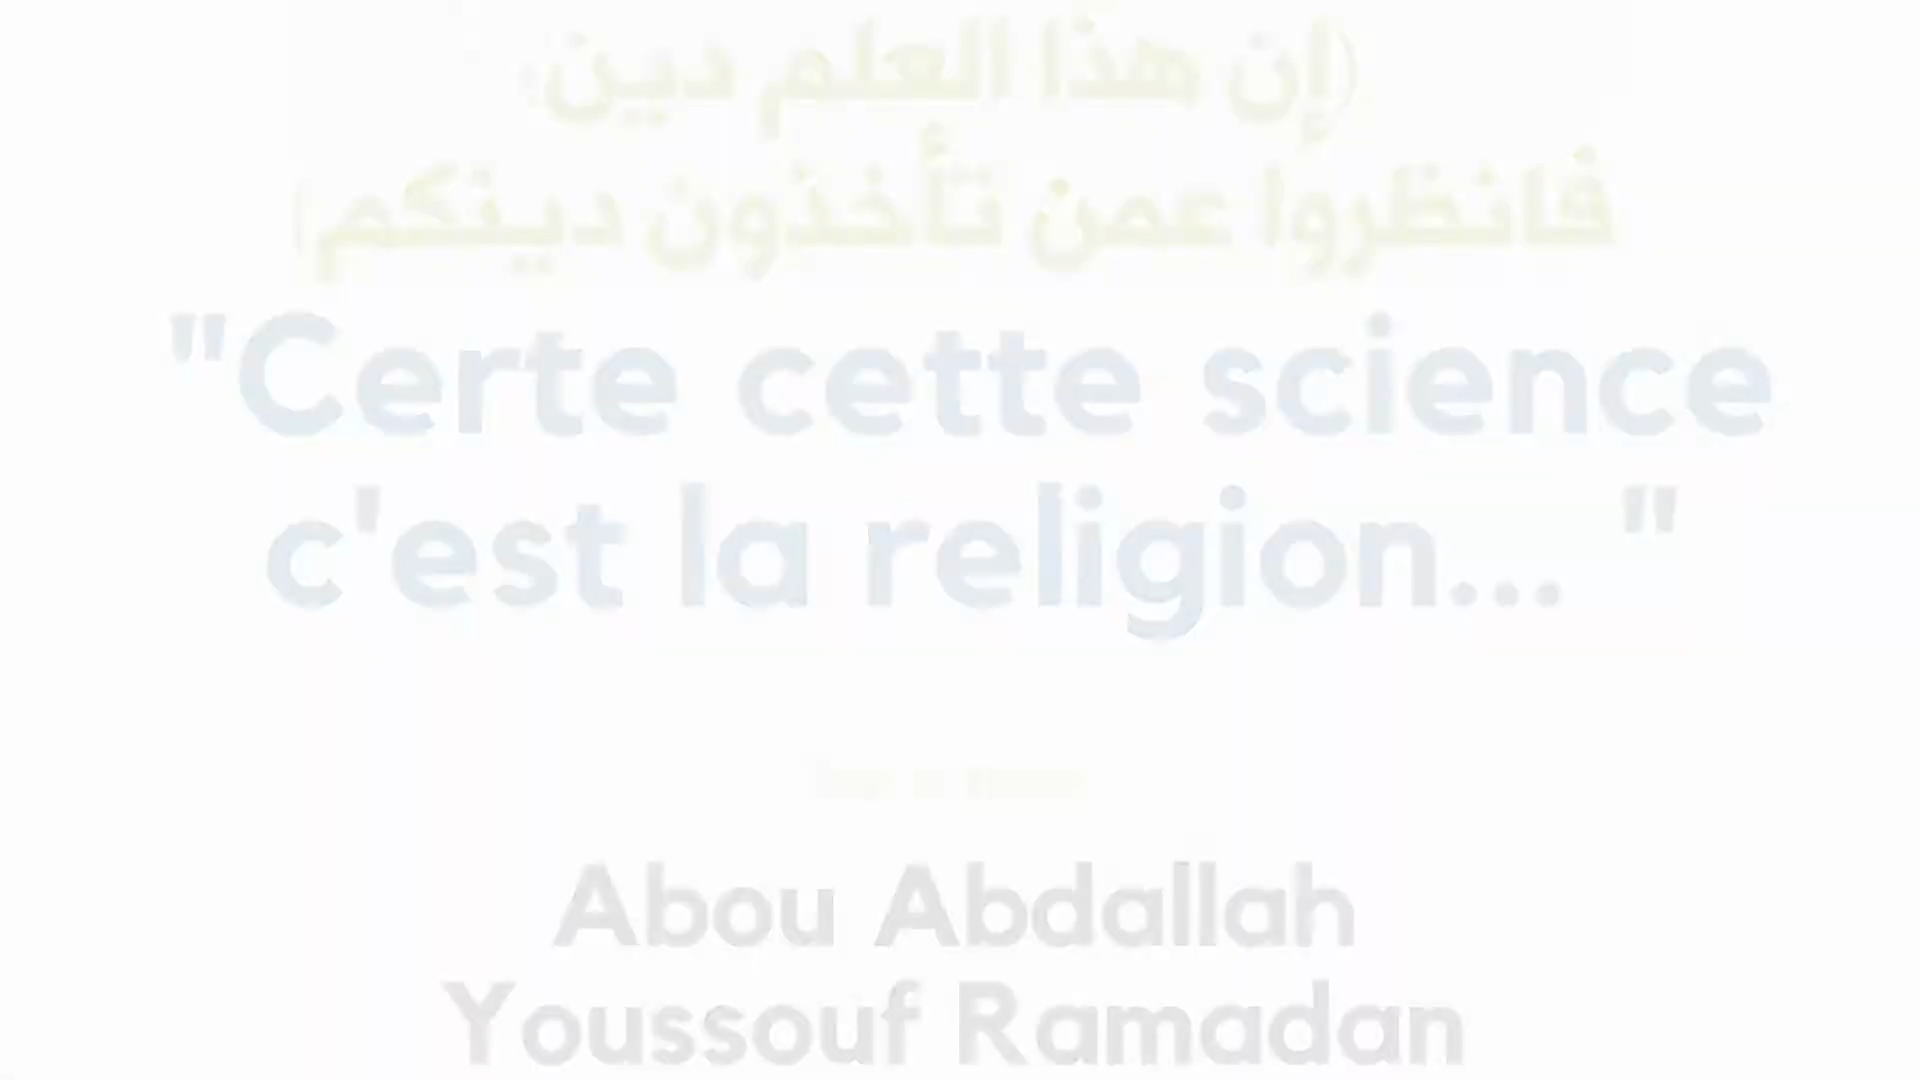 (إن هذا العلم دين،
فانظروا عمن تأخذون دينكم)
"Certe cette science
c'est la religion... "
Abou Abdallah
Youssouf Ramadan